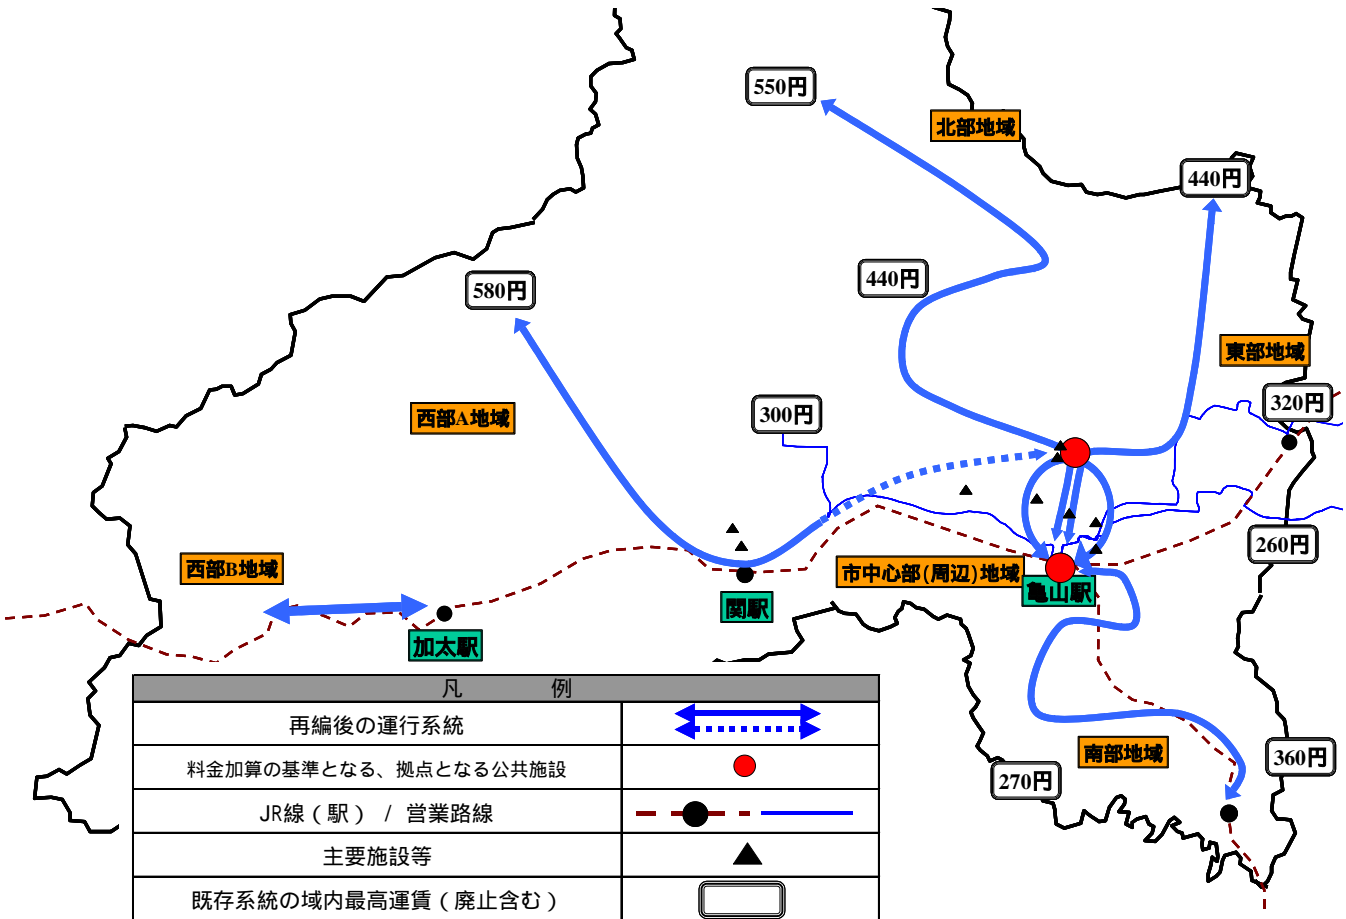 550円
北部地域
440円
440円
580円
東部地域
320円
西部A地域
300円
260円
西部B地域
市中心部(周辺)地域
亀山駅
関駅
加太駅
南部地域
360円
270円
凡 例
再編後の運行系統
料金加算の基準となる、拠点となる公共施設
JR線(駅) / 営業路線
主要施設等
既存系統の域内最高運賃(廃止含む)